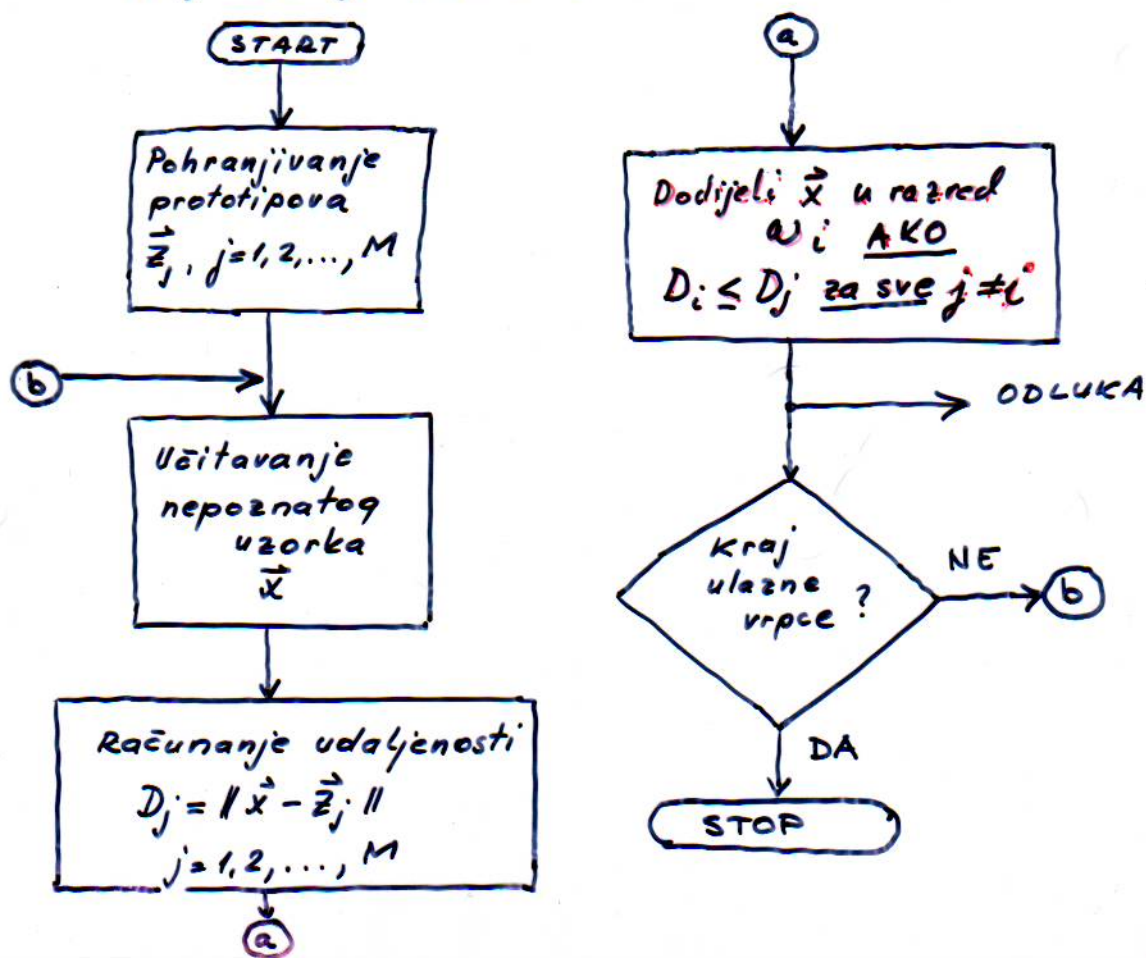 START
Pohranjivanje
prototipova
z⃗j, j=1,2,..., M
b
Učitavanje
nepoznatog
uzorka
x⃗
Računanje udaljenosti
Dj = ‖ x⃗ - z⃗j ‖
j=1,2,..., M
a
a
Dodijeli x⃗ u razred
ωi AKO
Di ≤ Dj za sve j ≠ i
ODLUKA
Kraj
ulazne
vrpce ?
NE
b
DA
STOP